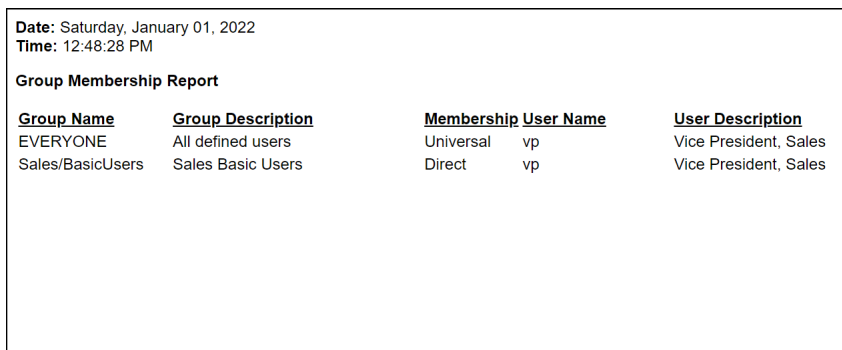 Date: Saturday, January 01, 2022
Time: 12:48:28 PM
Group Membership Report
Group Name Group Description Membership User Name User Description
EVERYONE All defined users Universal vp Vice President, Sales
Sales/BasicUsers Sales Basic Users Direct vp Vice President, Sales